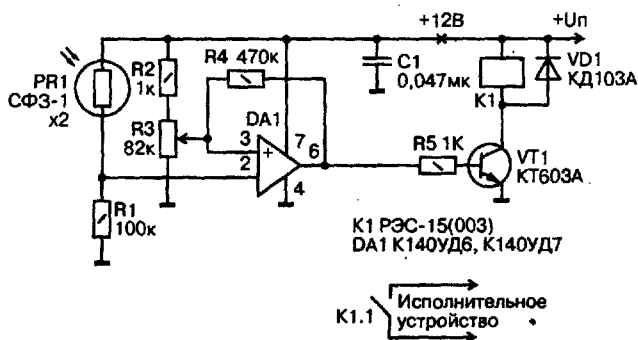 +12В
+Uп
PR1
СФЗ-1
x2
R2
1к
R4 470к
C1
0,047мк
K1
VD1
КД103А
R3
82к
DA1
3
2
+
7
6
4
R5 1К
VT1
КТ603А
R1
100к
К1 РЭС-15(003)
DA1 К140УД6, К140УД7
K1.1
Исполнительное
устройство